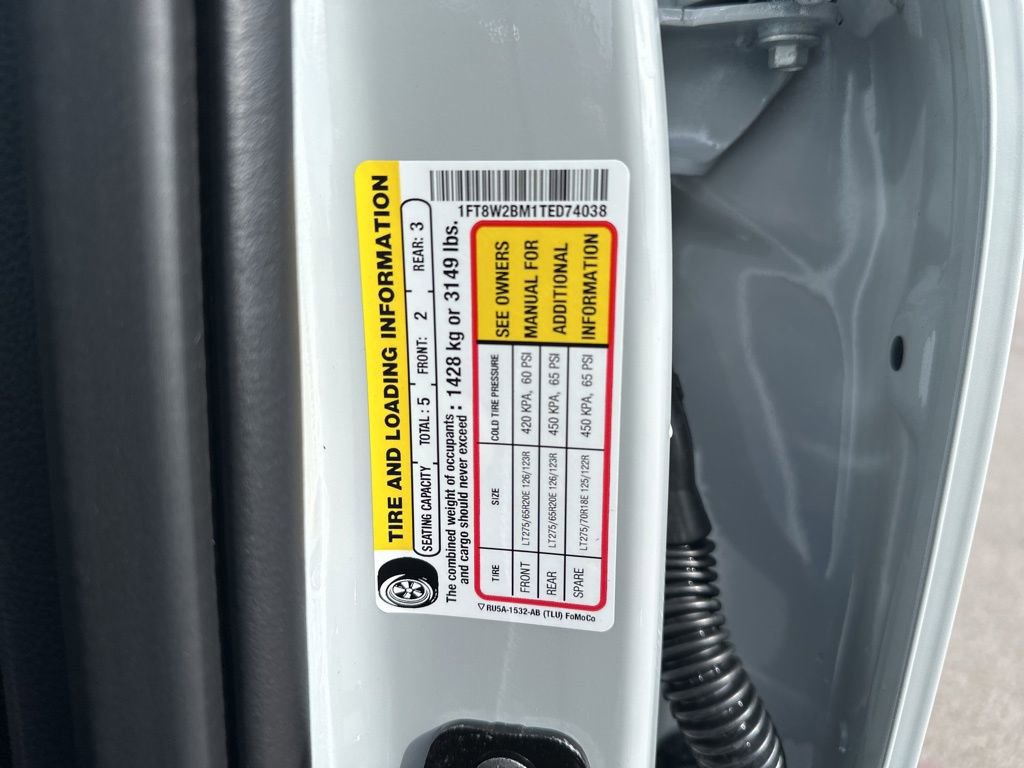 TIRE AND LOADING INFORMATION
SEATING CAPACITY TOTAL : 5 FRONT: 2 REAR: 3
The combined weight of occupants
and cargo should never exceed : 1428 kg or 3149 lbs.
TIRE SIZE COLD TIRE PRESSURE
FRONT LT275/65R20E 126/123R 420 KPA, 60 PSI
REAR LT275/65R20E 126/123R 450 KPA, 65 PSI
SPARE LT275/70R18E 125/122R 450 KPA, 65 PSI
SEE OWNERS
MANUAL FOR
ADDITIONAL
INFORMATION
1FT8W2BM1TED74038
RU5A-1532-AB (TLU) FoMoCo